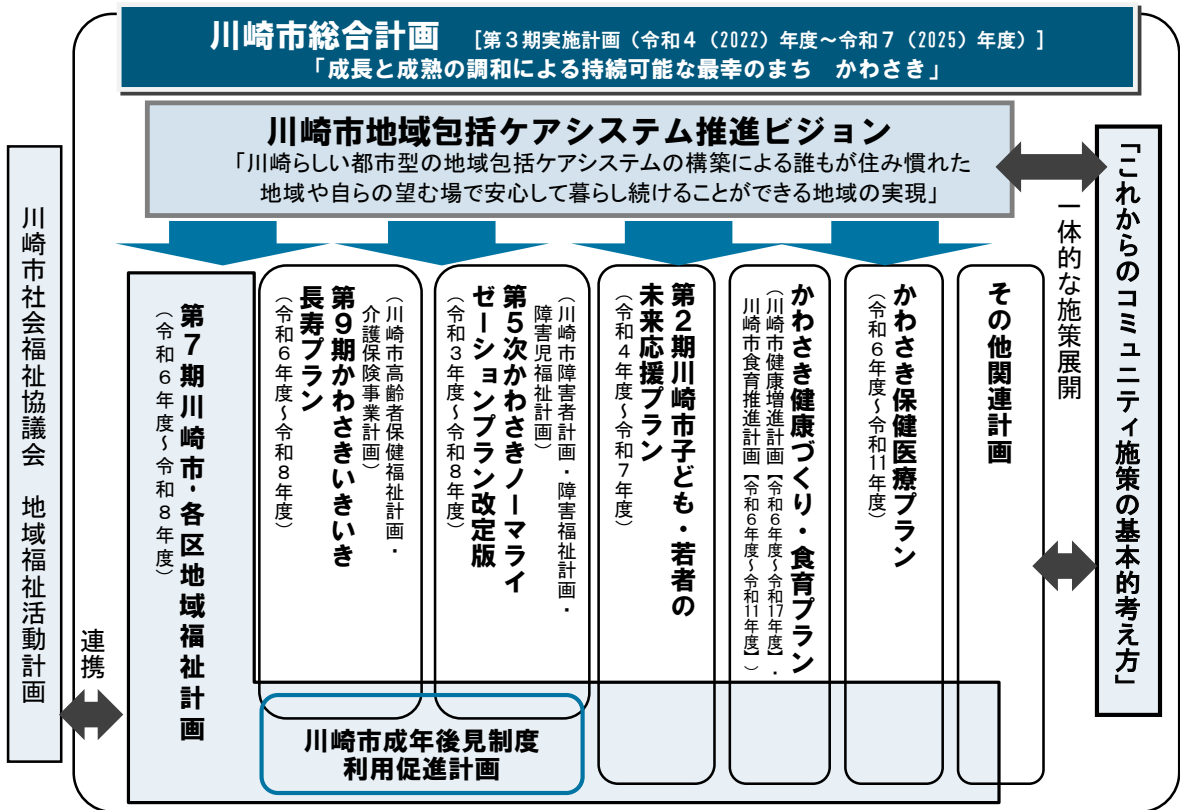 川崎市総合計画 [第3期実施計画（令和4（2022）年度～令和7（2025）年度）]
「成長と成熟の調和による持続可能な最幸のまち　かわさき」
川崎市地域包括ケアシステム推進ビジョン
「川崎らしい都市型の地域包括ケアシステムの構築による誰もが住み慣れた
地域や自らの望む場で安心して暮らし続けることができる地域の実現」
「これからのコミュニティ施策の基本的考え方」
一体的な施策展開
その他関連計画
かわさき保健医療プラン
（令和6年度～令和11年度）
かわさき健康づくり・食育プラン
（川崎市健康増進計画【令和6年度～令和17年度】・
川崎市食育推進計画【令和6年度～令和11年度】）
第2期川崎市子ども・若者の
未来応援プラン
（令和4年度～令和7年度）
（川崎市障害者計画・障害福祉計画・
障害児福祉計画）
第5次かわさきノーマライ
ゼーションプラン改定版
（令和3年度～令和8年度）
（川崎市高齢者保健福祉計画・
介護保険事業計画）
第9期かわさきいきいき
長寿プラン
（令和6年度～令和8年度）
第7期川崎市・各区地域福祉計画
（令和6年度～令和8年度）
川崎市成年後見制度
利用促進計画
連携
川崎市社会福祉協議会　地域福祉活動計画